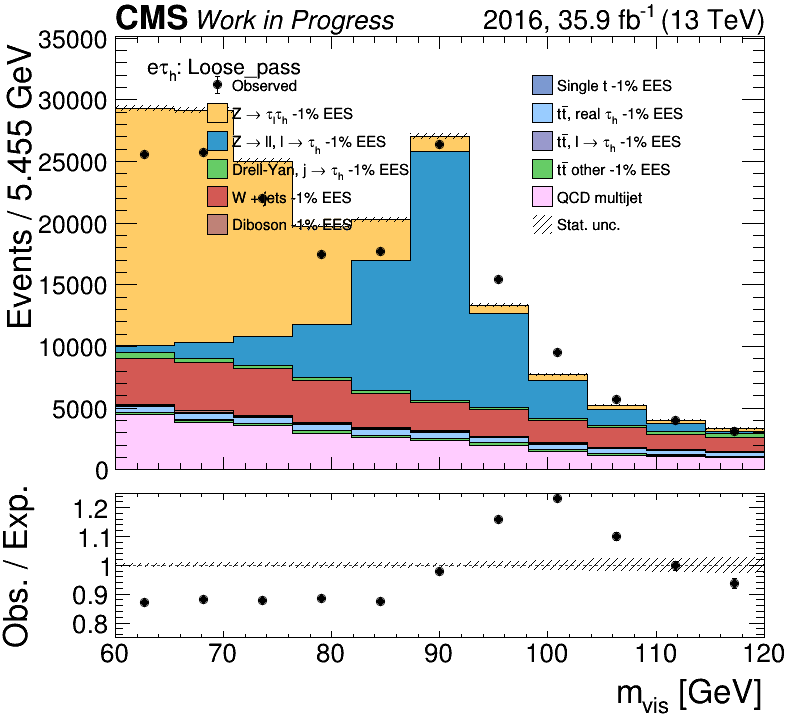 CMS Work in Progress 2016, 35.9 fb⁻¹ (13 TeV)
Events / 5.455 GeV
35000
30000
25000
20000
15000
10000
5000
0
eτh: Loose_pass
Observed
Z → τlτh -1% EES
Z → ll, l → τh -1% EES
Drell-Yan, j → τh -1% EES
W + jets -1% EES
Diboson -1% EES
Single t -1% EES
tt̄, real τh -1% EES
tt̄, l → τh -1% EES
tt̄ other -1% EES
QCD multijet
Stat. unc.
Obs. / Exp.
1.2
1.1
1
0.9
0.8
60 70 80 90 100 110 120
mvis [GeV]